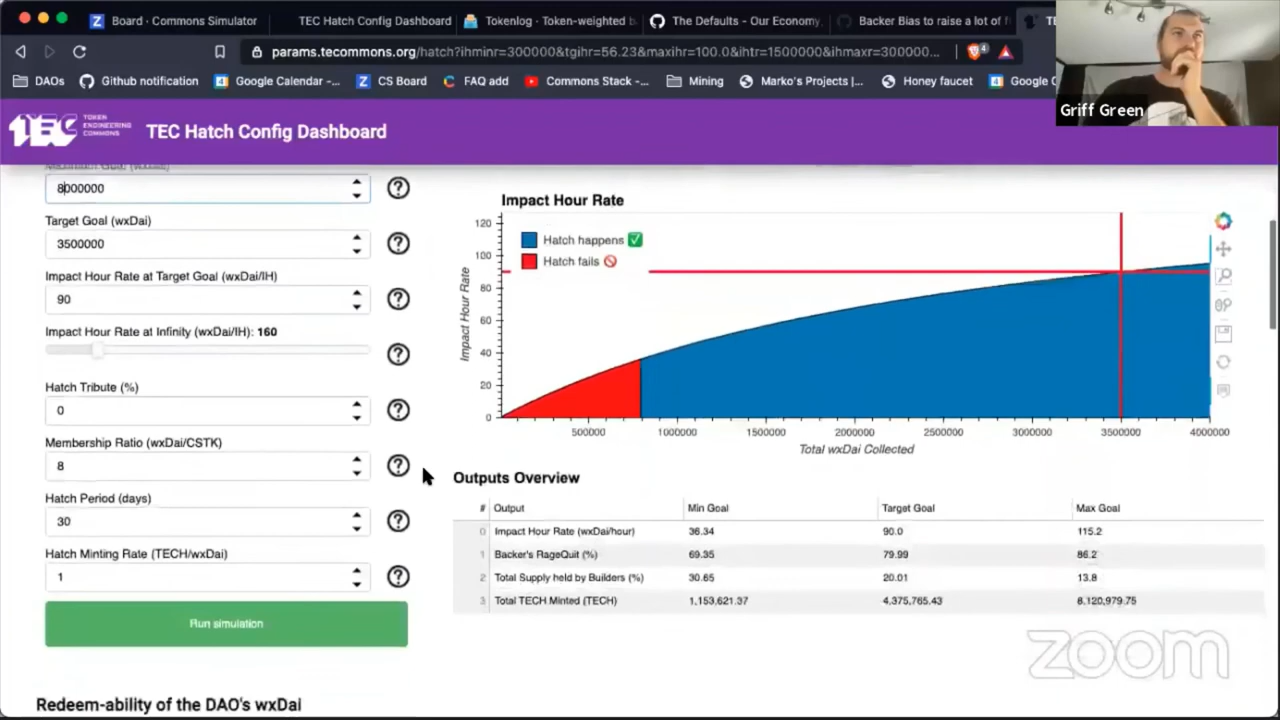 Board · Commons Simulator
TEC Hatch Config Dashboard
Tokenlog · Token-weighted b
The Defaults - Our Economy,
Backer Bias to raise a lot of f
params.tecommons.org/hatch?ihminr=300000&tgihr=56.23&maxihr=100.0&ihtr=1500000&ihmaxr=300000...
4
DAOs
Github notification
Google Calendar -...
CS Board
FAQ add
Commons Stack -...
Mining
Marko's Projects |...
Honey faucet
Google C
Griff Green
TEC
TOKEN
ENGINEERING
COMMONS
TEC Hatch Config Dashboard
8000000
Target Goal (wxDai)
3500000
Impact Hour Rate at Target Goal (wxDai/IH)
90
Impact Hour Rate at Infinity (wxDai/IH): 160
Hatch Tribute (%)
0
Membership Ratio (wxDai/CSTK)
8
Hatch Period (days)
30
Hatch Minting Rate (TECH/wxDai)
1
Run simulation
Impact Hour Rate
Hatch happens ✅
Hatch fails 🚫
Impact Hour Rate
120
100
80
60
40
20
0
500000 1000000 1500000 2000000 2500000 3000000 3500000 4000000
Total wxDai Collected
Outputs Overview
# Output Min Goal Target Goal Max Goal
0 Impact Hour Rate (wxDai/hour) 36.34 90.0 115.2
1 Backer's RageQuit (%) 69.35 79.99 86.2
2 Total Supply held by Builders (%) 30.65 20.01 13.8
3 Total TECH Minted (TECH) 1,153,621.37 4,375,765.43 8,120,979.75
zoom
Redeem-ability of the DAO's wxDai